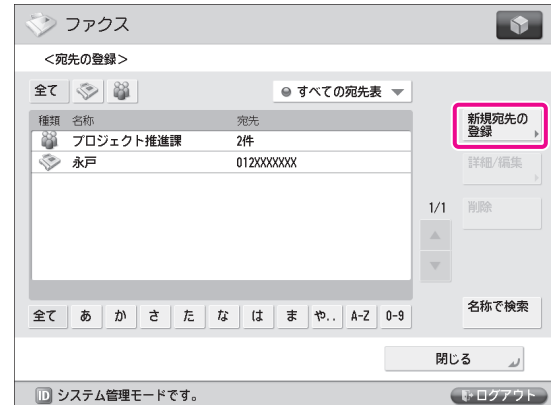 ファクス
<宛先の登録>
全て
すべての宛先表
種類 名称 宛先
プロジェクト推進課 2件
永戸 012XXXXXXX
新規宛先の
登録
詳細/編集
1/1
削除
全て あ か さ た な は ま や.. A-Z 0-9
名称で検索
閉じる
ID システム管理モードです。
ログアウト